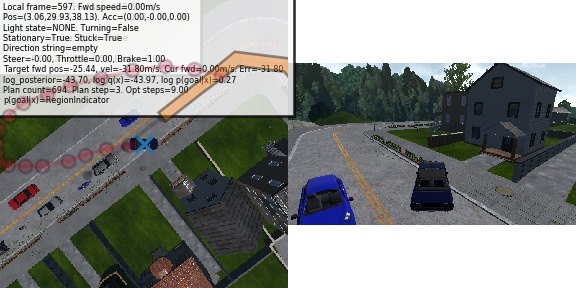 Local frame=597. Fwd speed=0.00m/s
Pos=(3.06,29.93,38.13). Acc=(0.00,-0.00,0.00)
Light state=NONE. Turning=False
Stationary=True. Stuck=True
Direction string=empty
Steer=-0.00, Throttle=0.00, Brake=1.00
Target fwd pos=-25.44, vel=-31.80m/s. Cur fwd=0.00m/s. Err=-31.80
log_posterior=-43.70, log q(x)=-43.97, log p(goal|x)=0.27
Plan count=694. Plan step=3. Opt steps=9.00
p(goal|x)=RegionIndicator